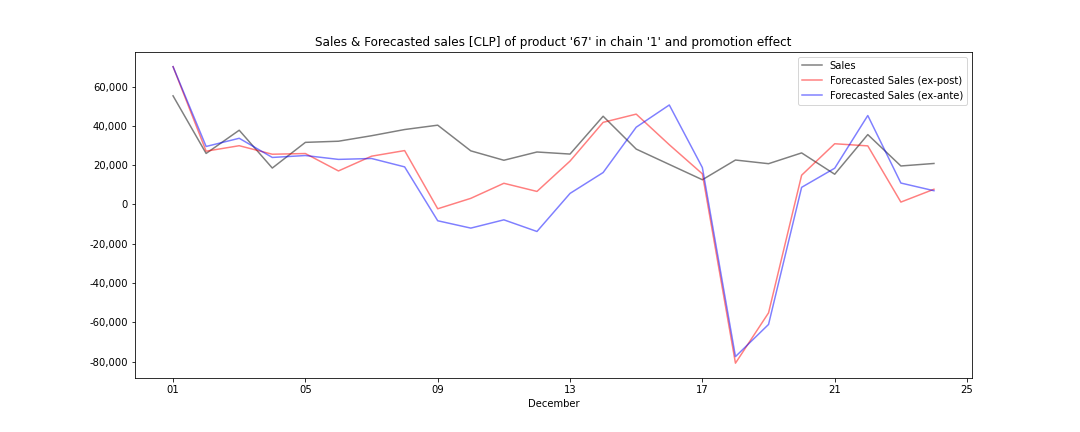 Sales & Forecasted sales [CLP] of product '67' in chain '1' and promotion effect
Sales
Forecasted Sales (ex-post)
Forecasted Sales (ex-ante)
60,000
40,000
20,000
0
-20,000
-40,000
-60,000
-80,000
01 05 09 13 17 21 25
December